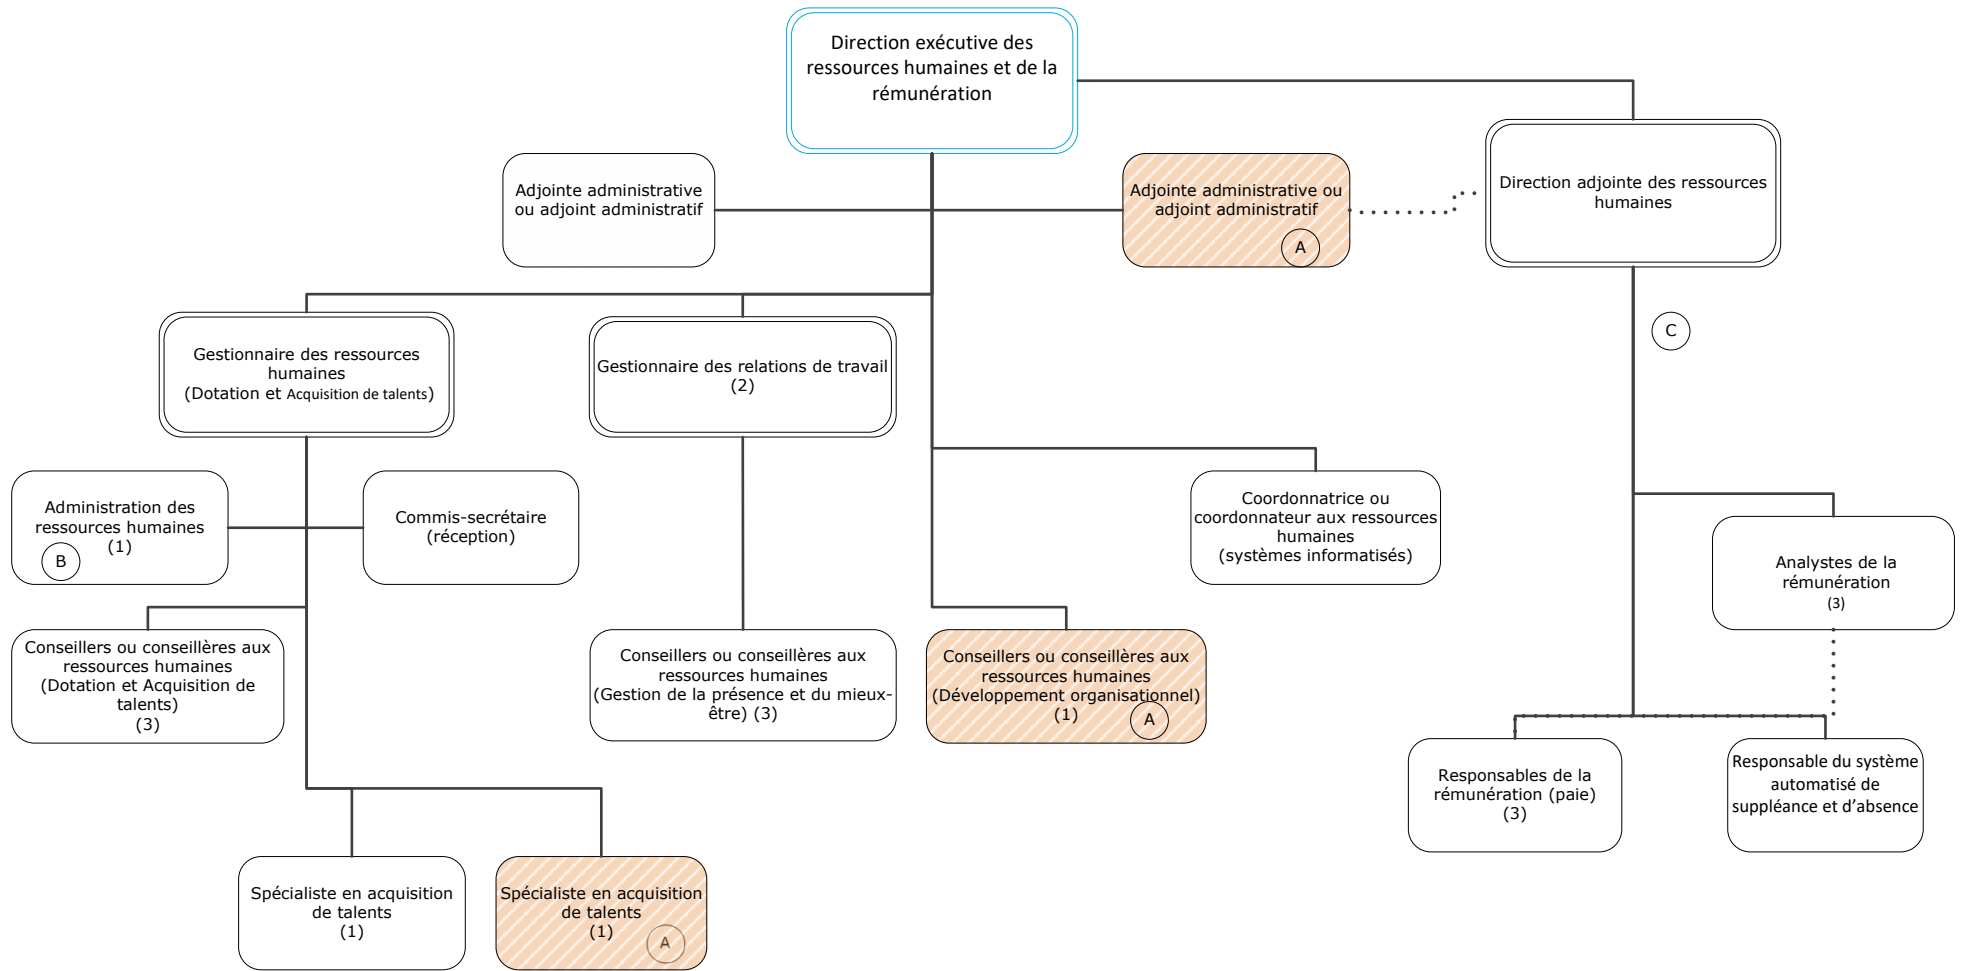 Direction exécutive des
ressources humaines et de la
rémunération
Adjointe administrative
ou adjoint administratif
Adjointe administrative ou
adjoint administratif
A
Direction adjointe des ressources
humaines
C
Gestionnaire des ressources
humaines
(Dotation et Acquisition de talents)
Gestionnaire des relations de travail
(2)
Administration des
ressources humaines
(1)
B
Commis-secrétaire
(réception)
Coordonnatrice ou
coordonnateur aux ressources
humaines
(systèmes informatisés)
Analystes de la
rémunération
(3)
Conseillers ou conseillères aux
ressources humaines
(Dotation et Acquisition de
talents)
(3)
Conseillers ou conseillères aux
ressources humaines
(Gestion de la présence et du mieux-
être) (3)
Conseillers ou conseillères aux
ressources humaines
(Développement organisationnel)
(1)
A
Responsables de la
rémunération (paie)
(3)
Responsable du système
automatisé de
suppléance et d’absence
Spécialiste en acquisition
de talents
(1)
Spécialiste en acquisition
de talents
(1)
A